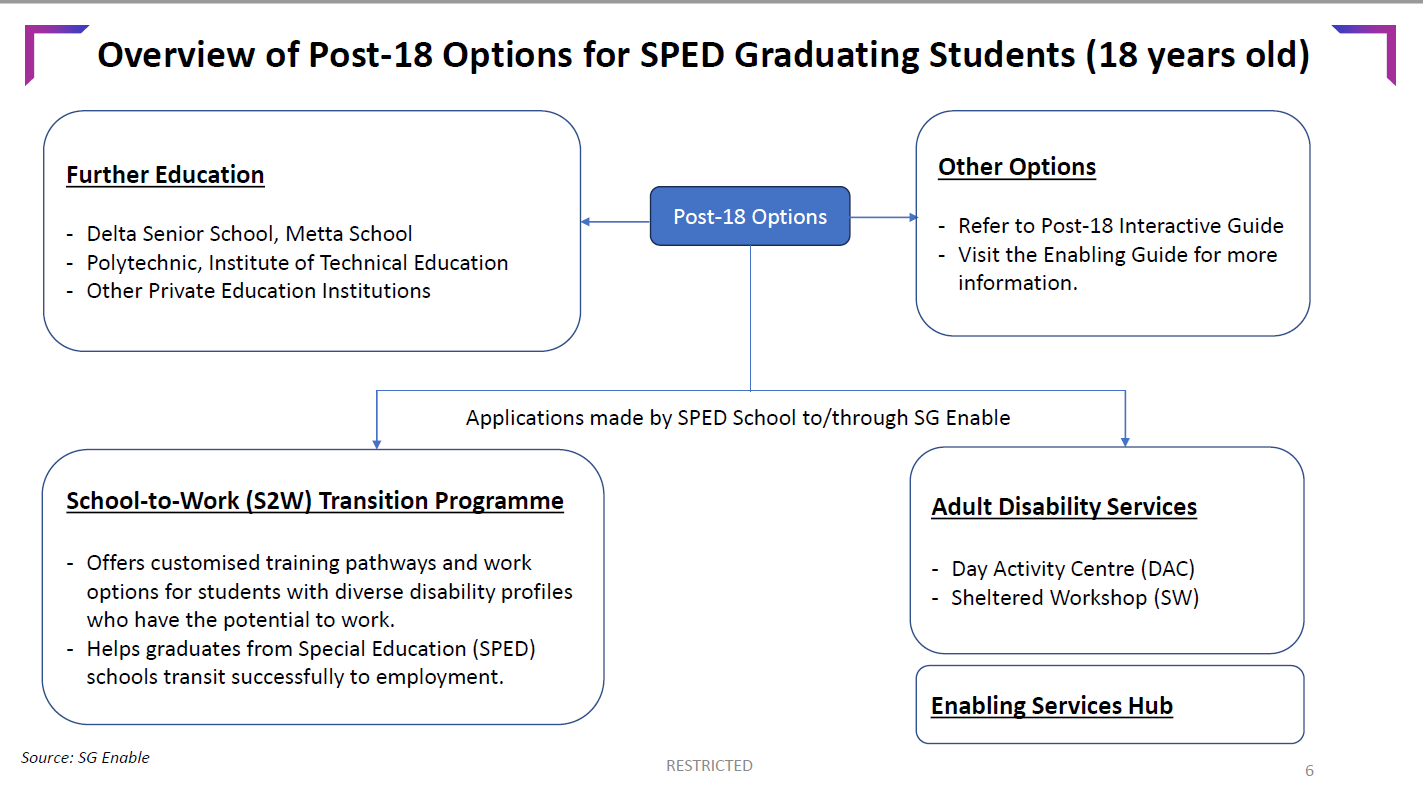 Overview of Post-18 Options for SPED Graduating Students (18 years old)
Further Education
- Delta Senior School, Metta School
- Polytechnic, Institute of Technical Education
- Other Private Education Institutions
Post-18 Options
Other Options
- Refer to Post-18 Interactive Guide
- Visit the Enabling Guide for more
information.
Applications made by SPED School to/through SG Enable
School-to-Work (S2W) Transition Programme
- Offers customised training pathways and work
options for students with diverse disability profiles
who have the potential to work.
- Helps graduates from Special Education (SPED)
schools transit successfully to employment.
Adult Disability Services
- Day Activity Centre (DAC)
- Sheltered Workshop (SW)
Enabling Services Hub
Source: SG Enable
RESTRICTED
6